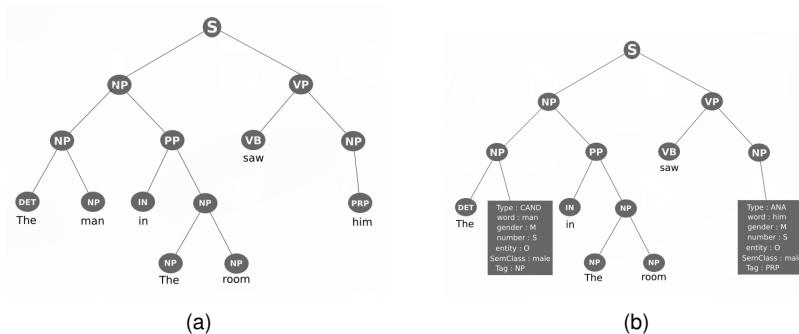 S
NP VP
NP PP VB NP
saw
DET NP IN NP PRP
The man in him
NP NP
The room
(a)
S
NP VP
NP PP VB NP
saw
DET IN NP
The in
Type : CAND
word : man
gender : M
number : S
entity : O
SemClass : male
Tag : NP
Type : ANA
word : him
gender : M
number : S
entity : O
SemClass : male
Tag : PRP
NP NP
The room
(b)